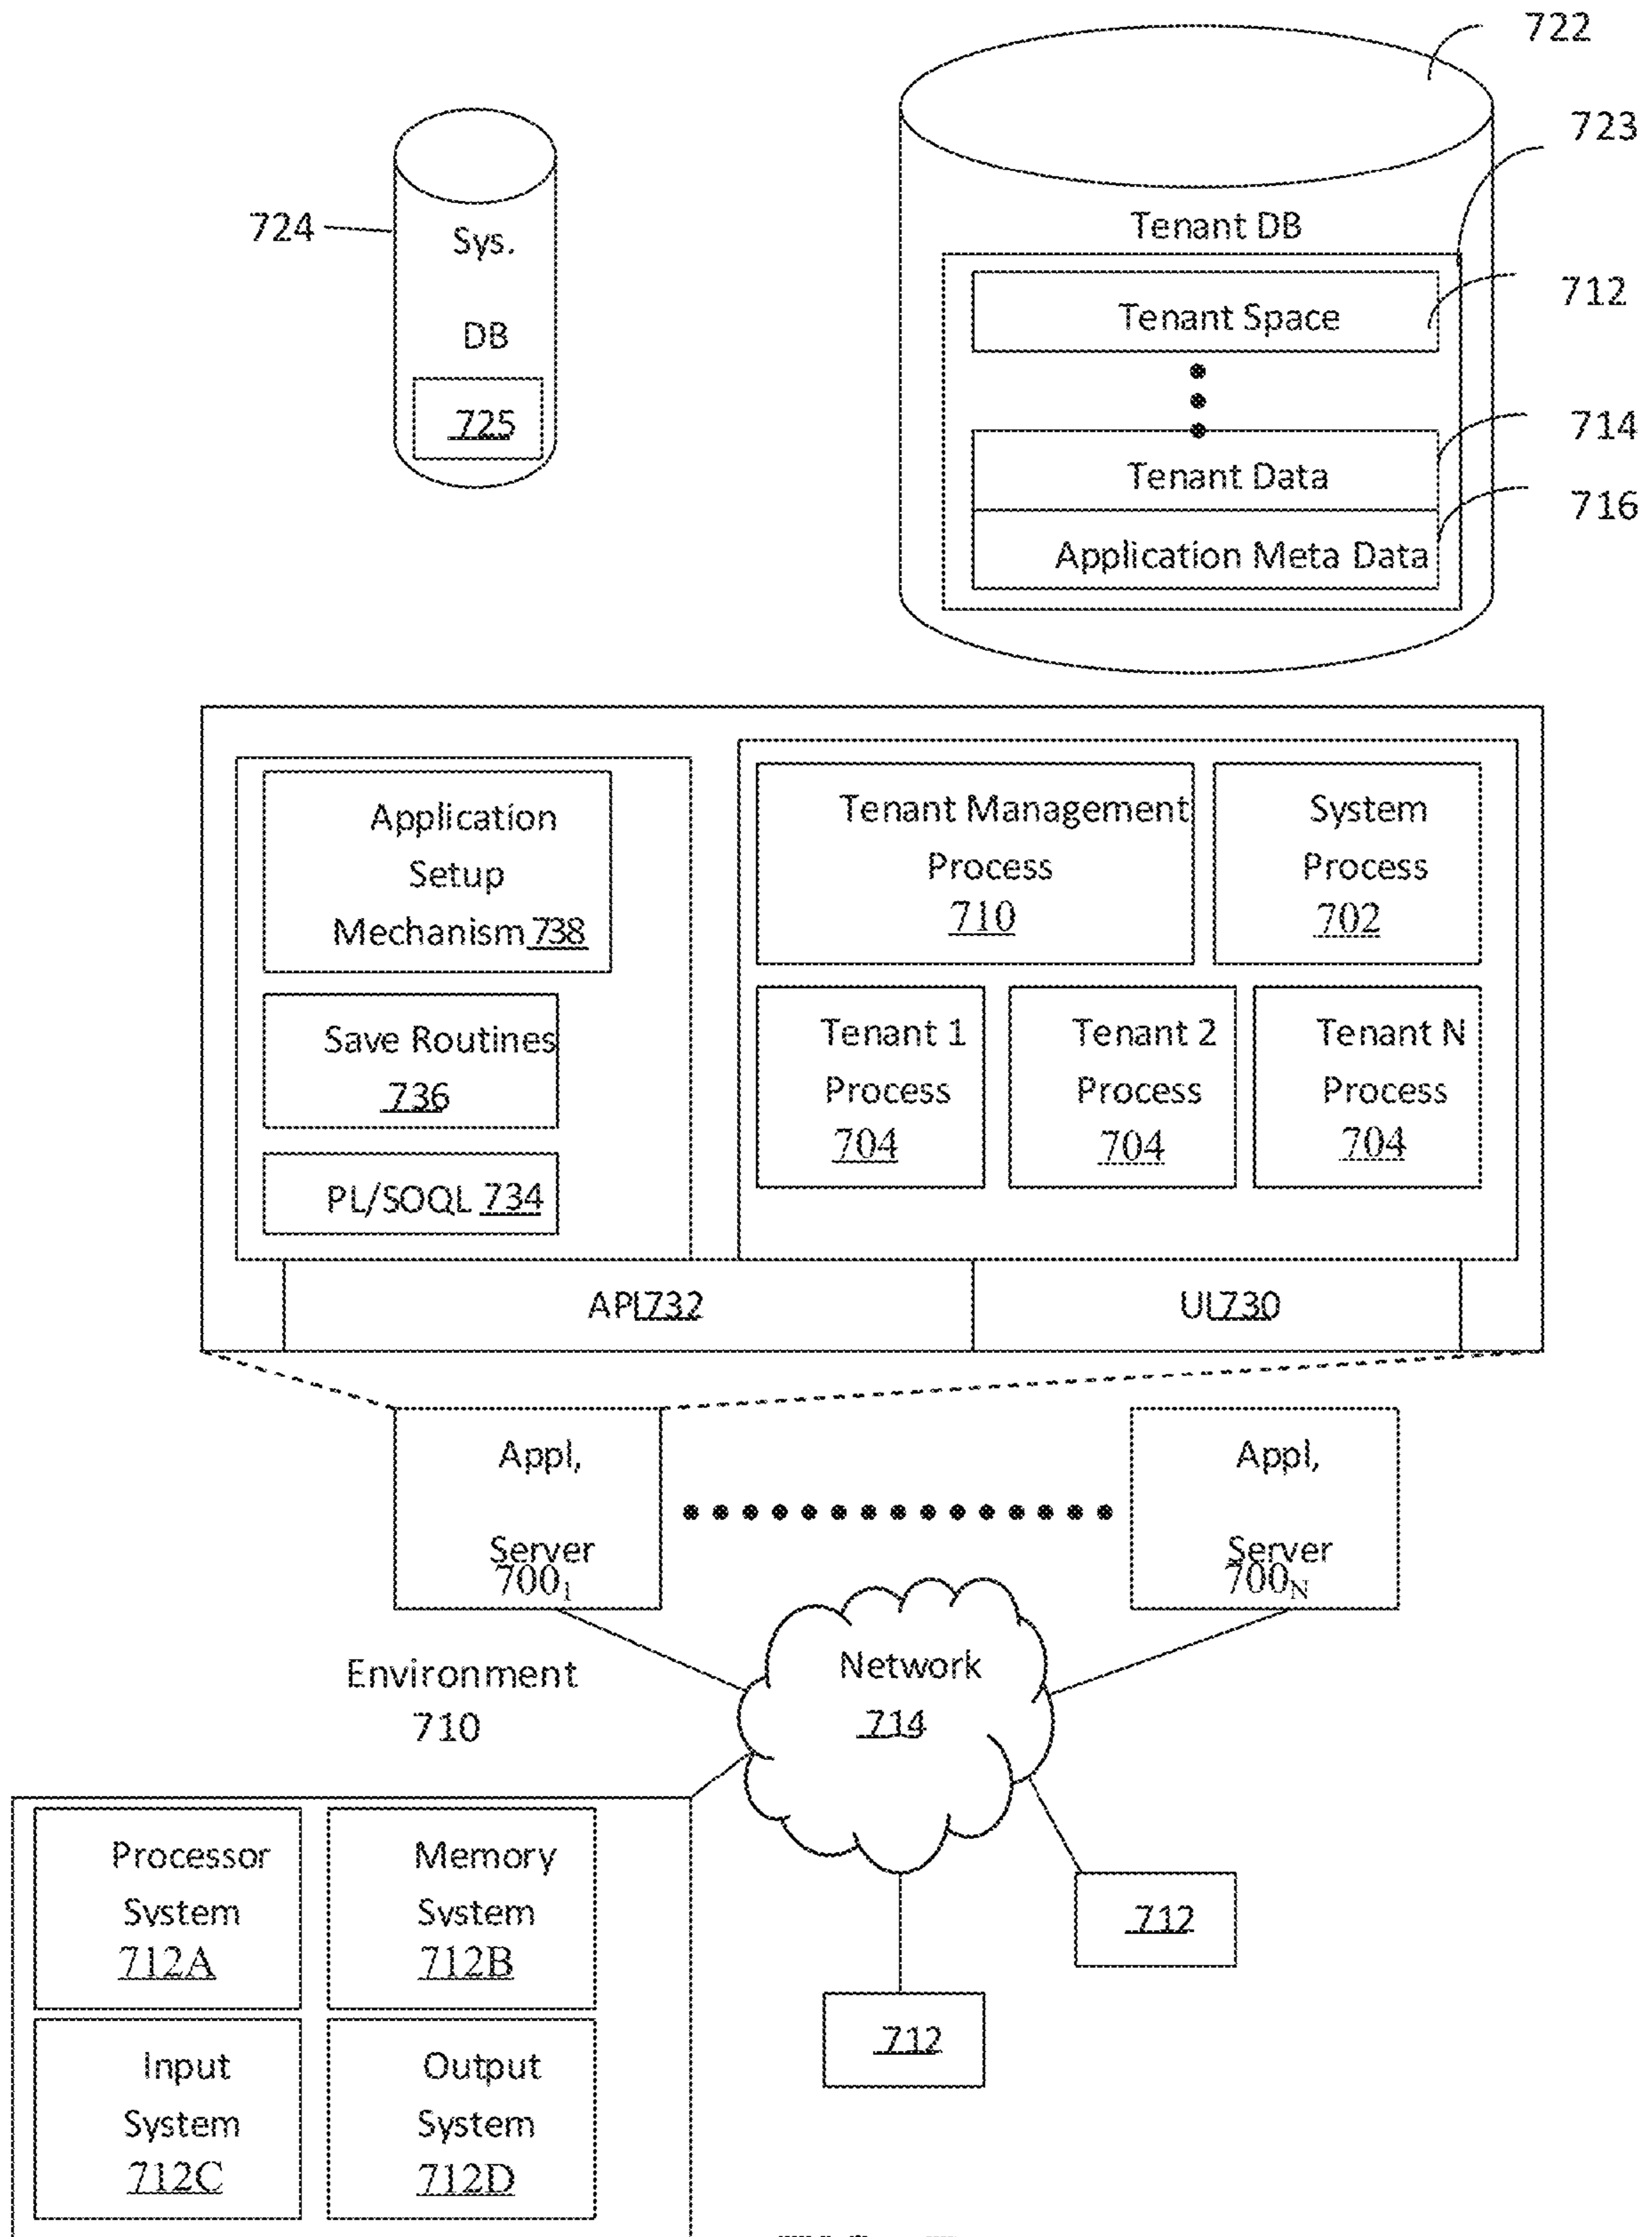 722
723
724
Sys.
DB
725
Tenant DB
Tenant Space
712
714
Tenant Data
716
Application Meta Data
Application
Setup
Mechanism 738
Save Routines
736
PL/SOQL 734
Tenant Management
Process
710
System
Process
702
Tenant 1
Process
704
Tenant 2
Process
704
Tenant N
Process
704
API 732
UI 730
Appl,
Server
700₁
Appl,
Server
700N
Environment
710
Network
714
Processor
System
712A
Memory
System
712B
Input
System
712C
Output
System
712D
712
712